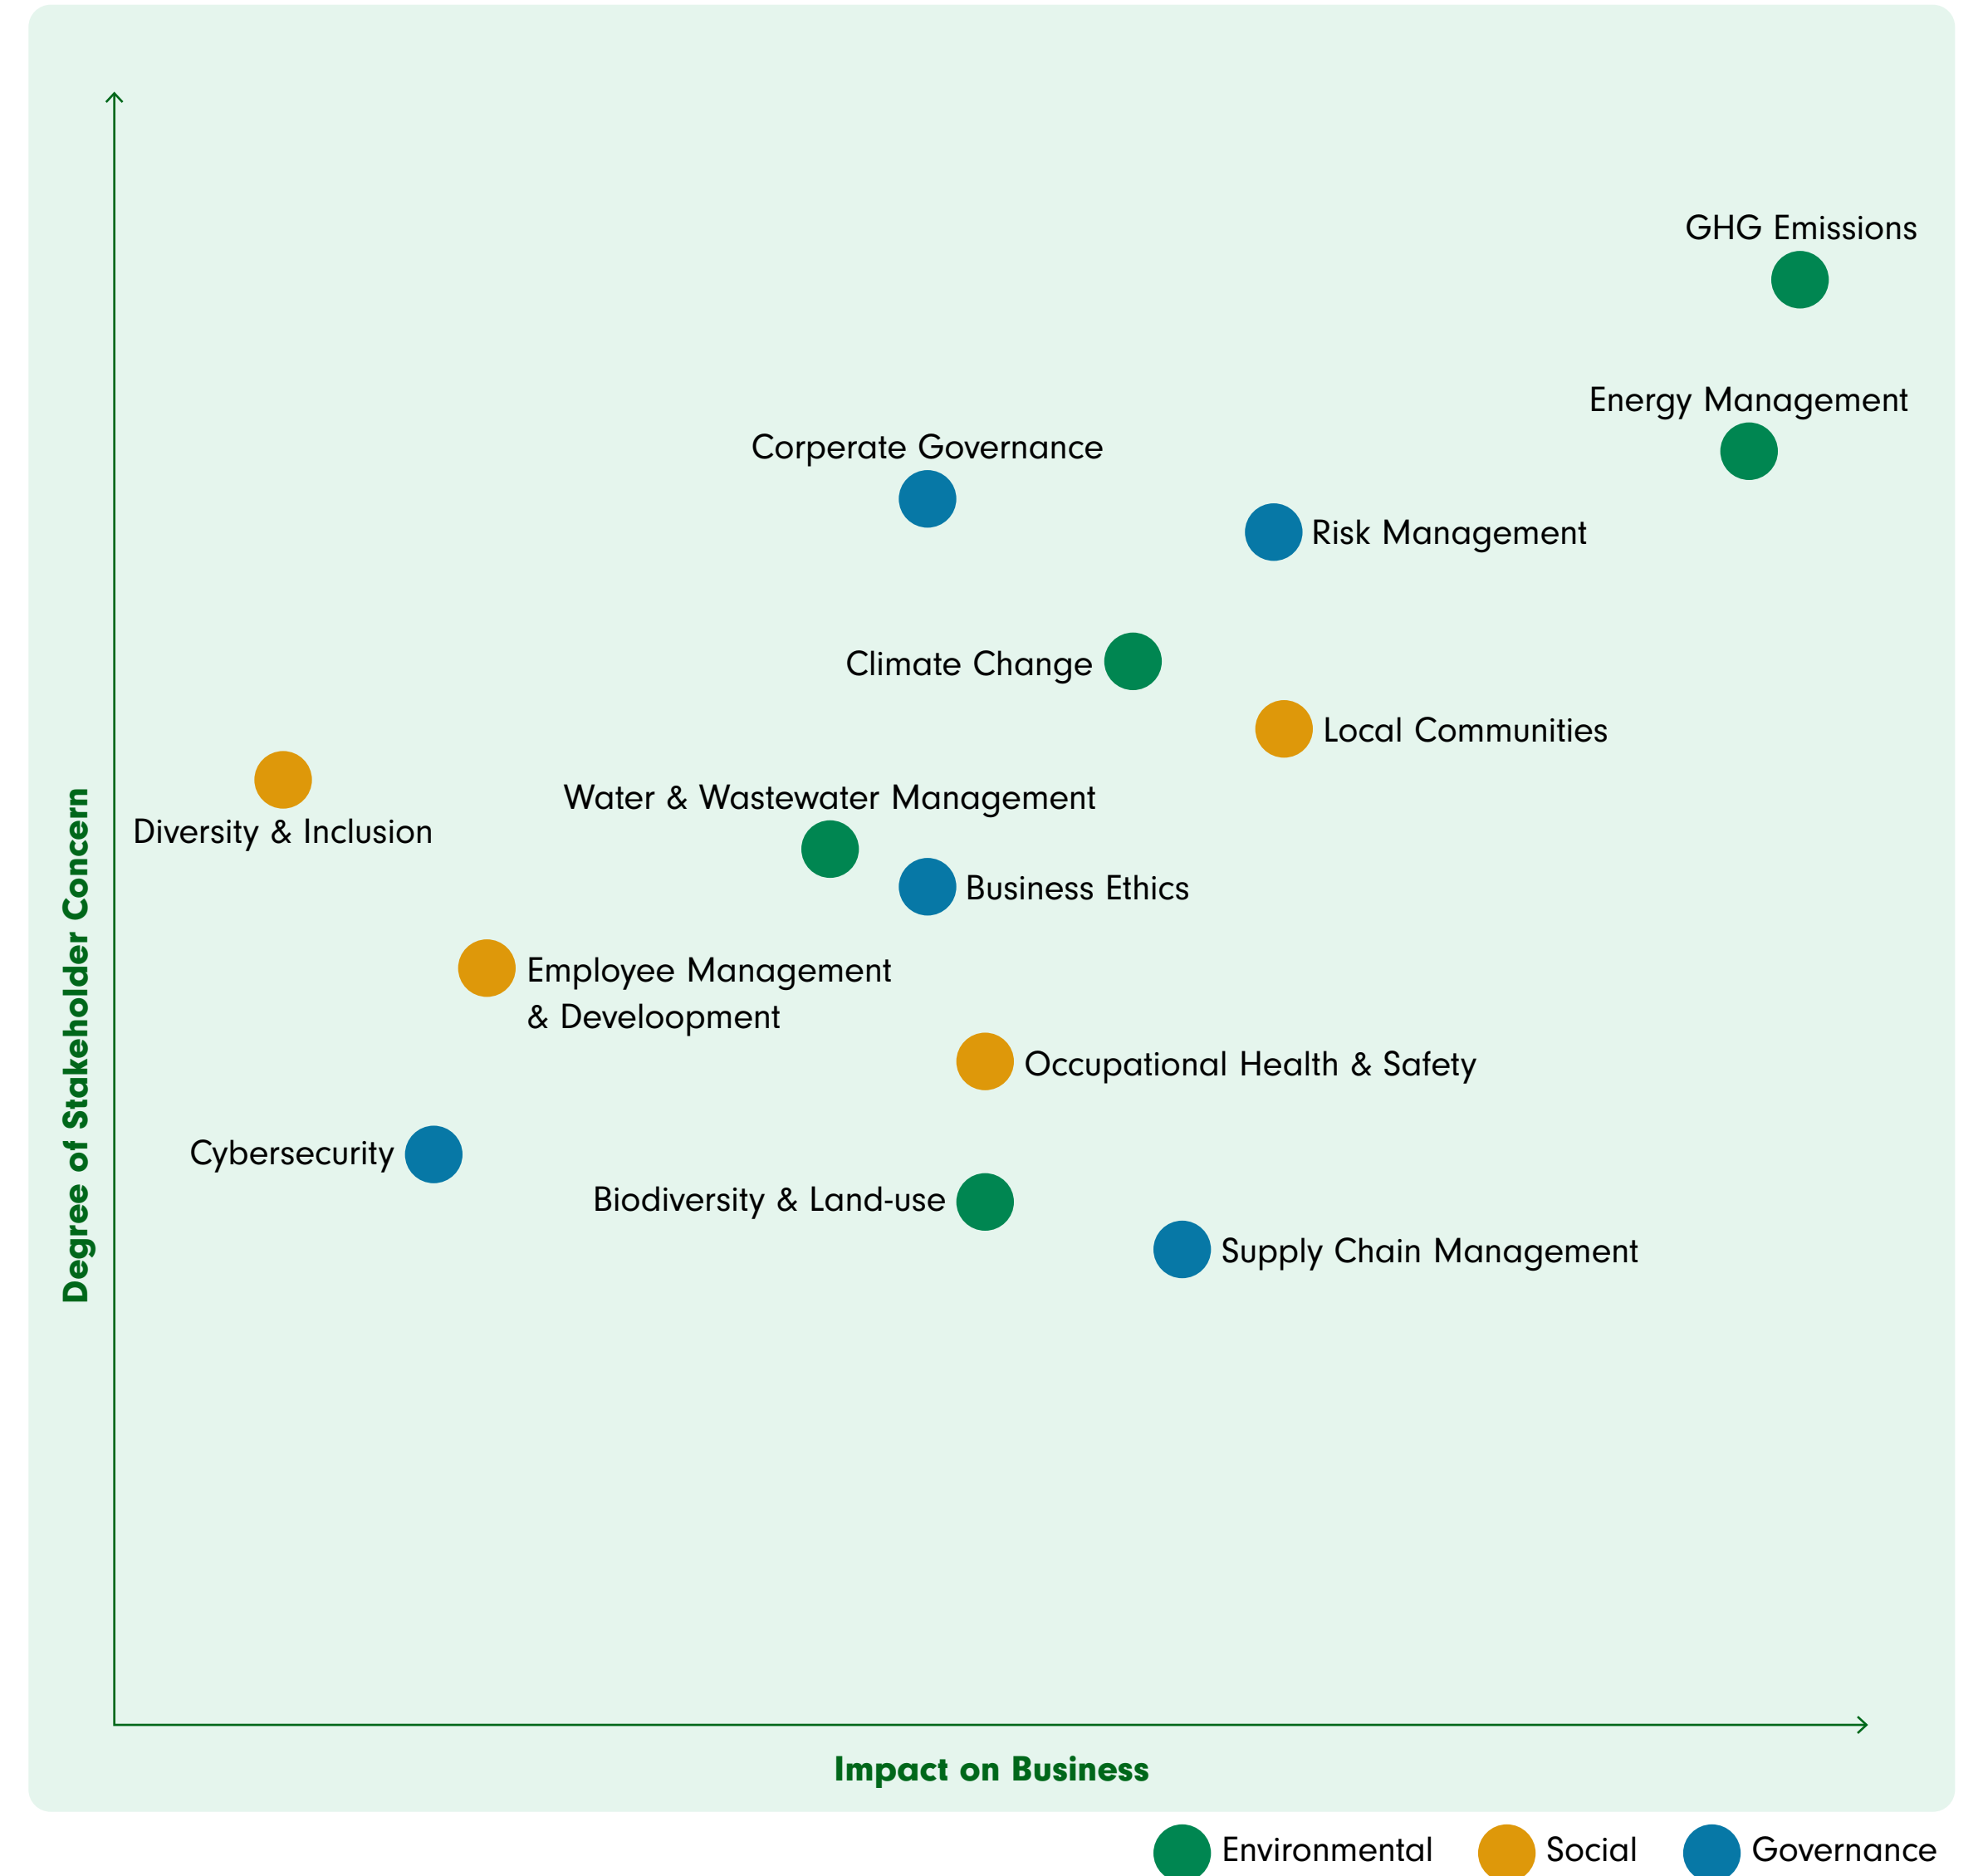 GHG Emissions
Energy Management
Corperate Governance
Risk Management
Climate Change
Local Communities
Diversity & Inclusion
Water & Wastewater Management
Business Ethics
Employee Management
& Develoopment
Occupational Health & Safety
Cybersecurity
Biodiversity & Land-use
Supply Chain Management
Degree of Stakeholder Concern
Impact on Business
Environmental
Social
Governance